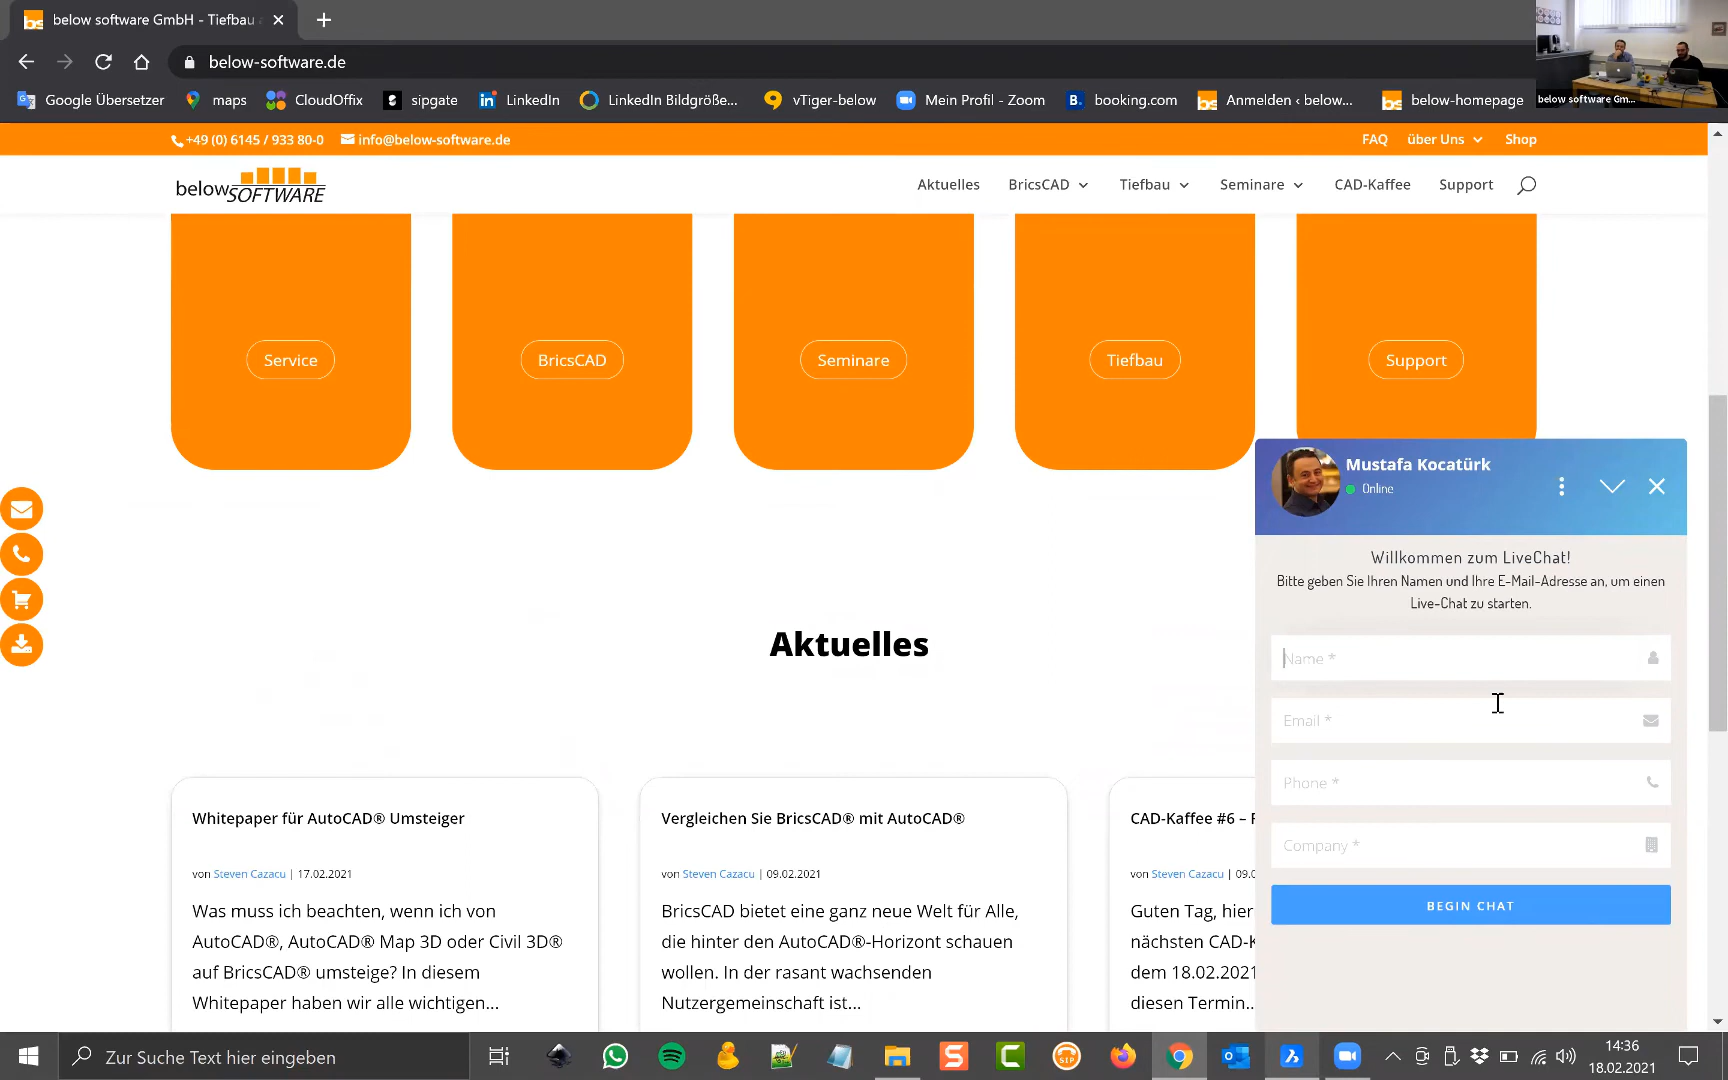 below software GmbH - Tiefbau
below-software.de
below software Gm...
Google Übersetzer
maps
CloudOffix
sipgate
LinkedIn
LinkedIn Bildgröße...
vTiger-below
Mein Profil - Zoom
B.
booking.com
Anmelden ‹ below...
below-homepage
+49 (0) 6145 / 933 80-0
info@below-software.de
FAQ
über Uns
Shop
belowSOFTWARE
Aktuelles
BricsCAD
Tiefbau
Seminare
CAD-Kaffee
Support
Service
BricsCAD
Seminare
Tiefbau
Support
Mustafa Kocatürk
Online
Willkommen zum LiveChat!
Bitte geben Sie Ihren Namen und Ihre E-Mail-Adresse an, um einen
Live-Chat zu starten.
Name *
Email *
Phone *
Company *
BEGIN CHAT
Aktuelles
Whitepaper für AutoCAD® Umsteiger
von Steven Cazacu | 17.02.2021
Was muss ich beachten, wenn ich von
AutoCAD®, AutoCAD® Map 3D oder Civil 3D®
auf BricsCAD® umsteige? In diesem
Whitepaper haben wir alle wichtigen...
Vergleichen Sie BricsCAD® mit AutoCAD®
von Steven Cazacu | 09.02.2021
BricsCAD bietet eine ganz neue Welt für Alle,
die hinter den AutoCAD®-Horizont schauen
wollen. In der rasant wachsenden
Nutzergemeinschaft ist...
CAD-Kaffee #6 –
von Steven Cazacu | 09.0
Guten Tag, hier
nächsten CAD-K
dem 18.02.2021
diesen Termin..
Zur Suche Text hier eingeben
14:36
18.02.2021